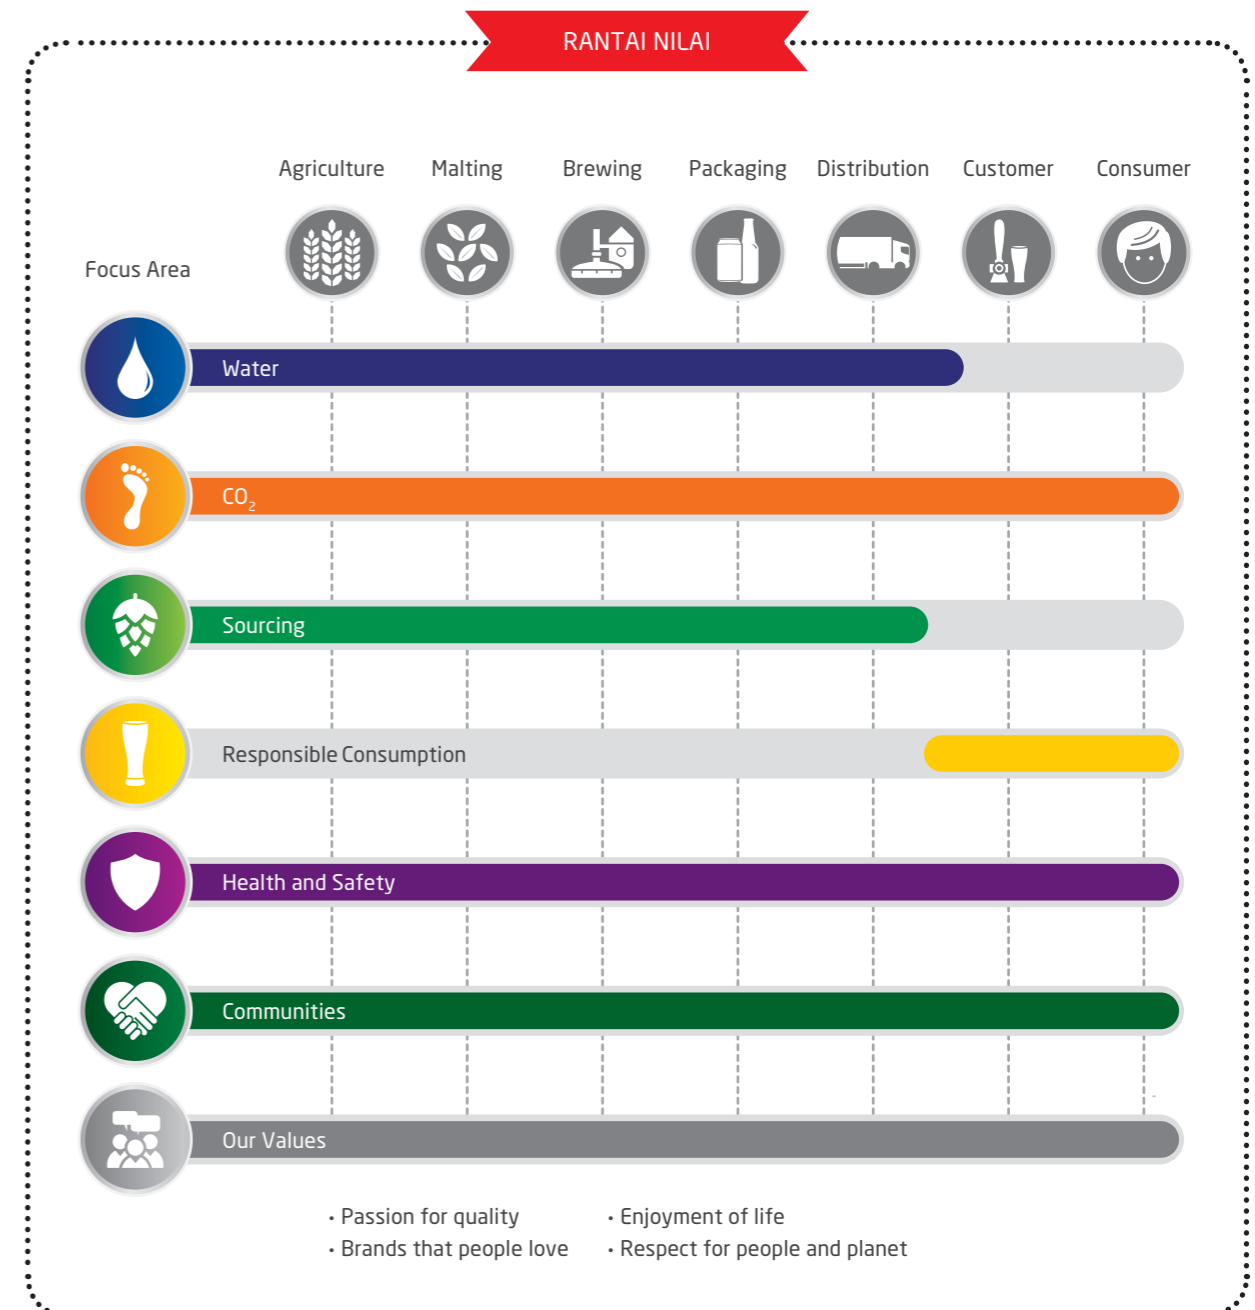 RANTAI NILAI
Agriculture Malting Brewing Packaging Distribution Customer Consumer
Focus Area
Water
CO₂
Sourcing
Responsible Consumption
Health and Safety
Communities
Our Values
• Passion for quality • Enjoyment of life
• Brands that people love • Respect for people and planet